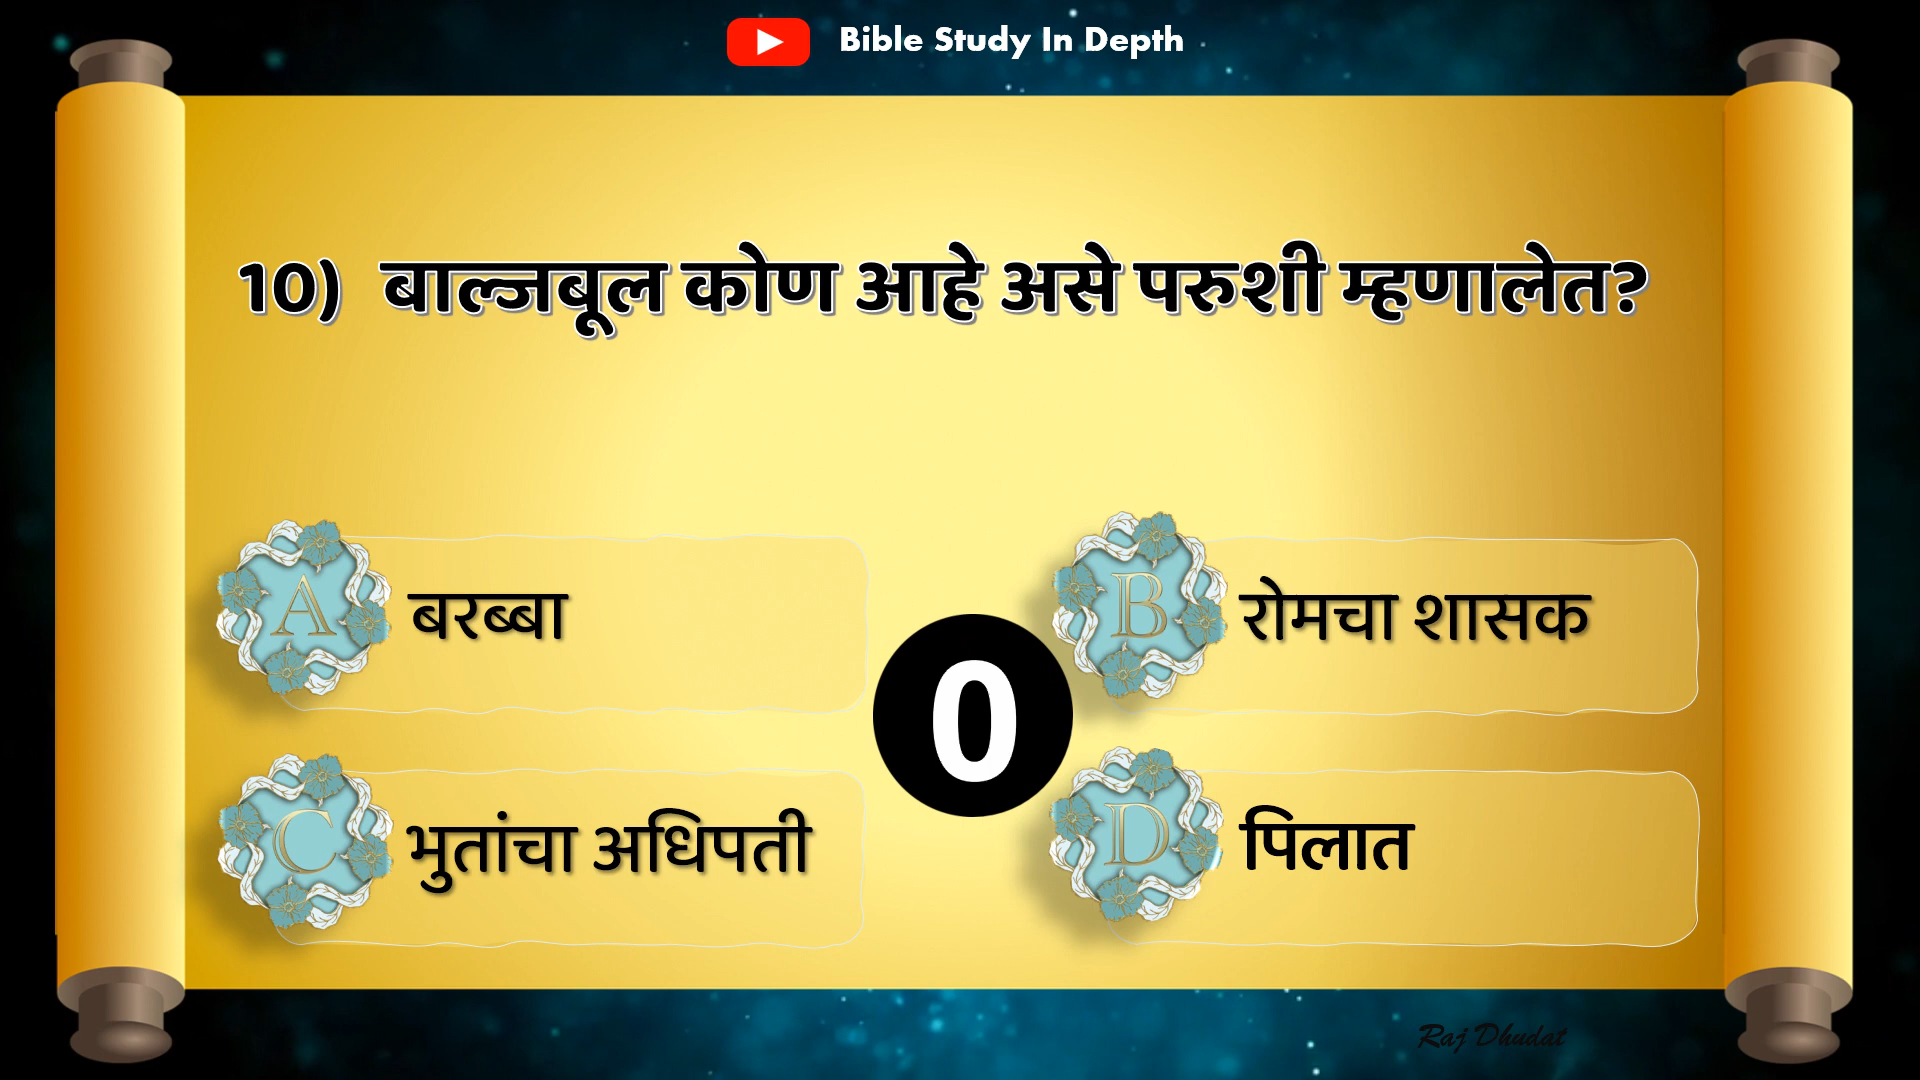 Bible Study In Depth
10) बाल्जबूल कोण आहे असे परुशी म्हणालेत?
A बरब्बा
B रोमचा शासक
0
C भुतांचा अधिपती
D पिलात
Raj Dhudat